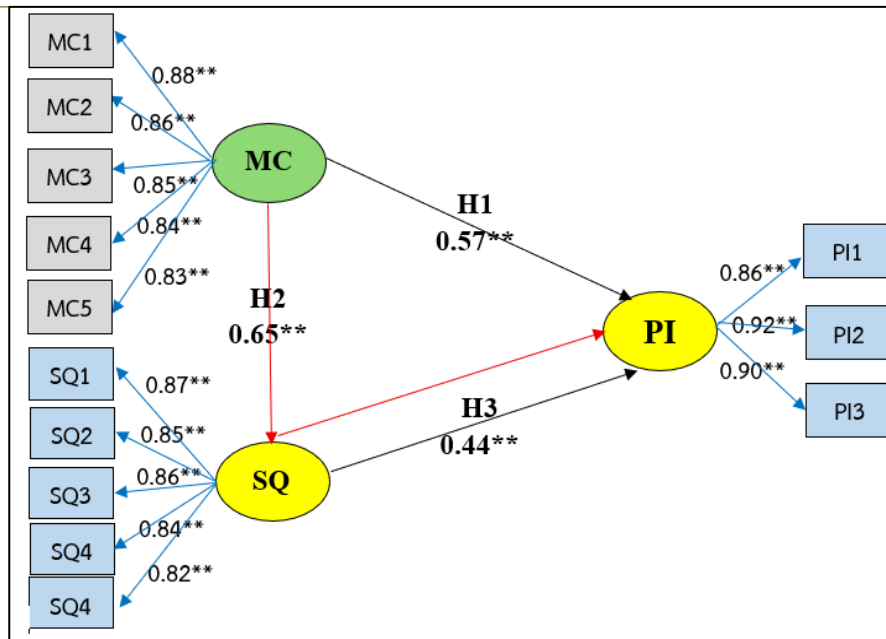 MC1
MC2
MC3
MC4
MC5
0.88**
0.86**
0.85**
0.84**
0.83**
MC
H1
0.57**
H2
0.65**
SQ1
SQ2
SQ3
SQ4
SQ4
0.87**
0.85**
0.86**
0.84**
0.82**
SQ
H3
0.44**
PI
0.86**
0.92**
0.90**
PI1
PI2
PI3